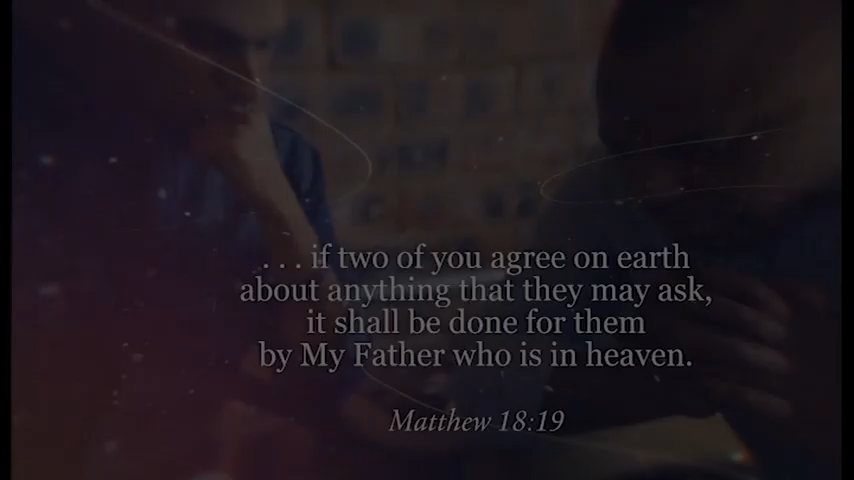 . . . if two of you agree on earth
about anything that they may ask,
it shall be done for them
by My Father who is in heaven.
Matthew 18:19